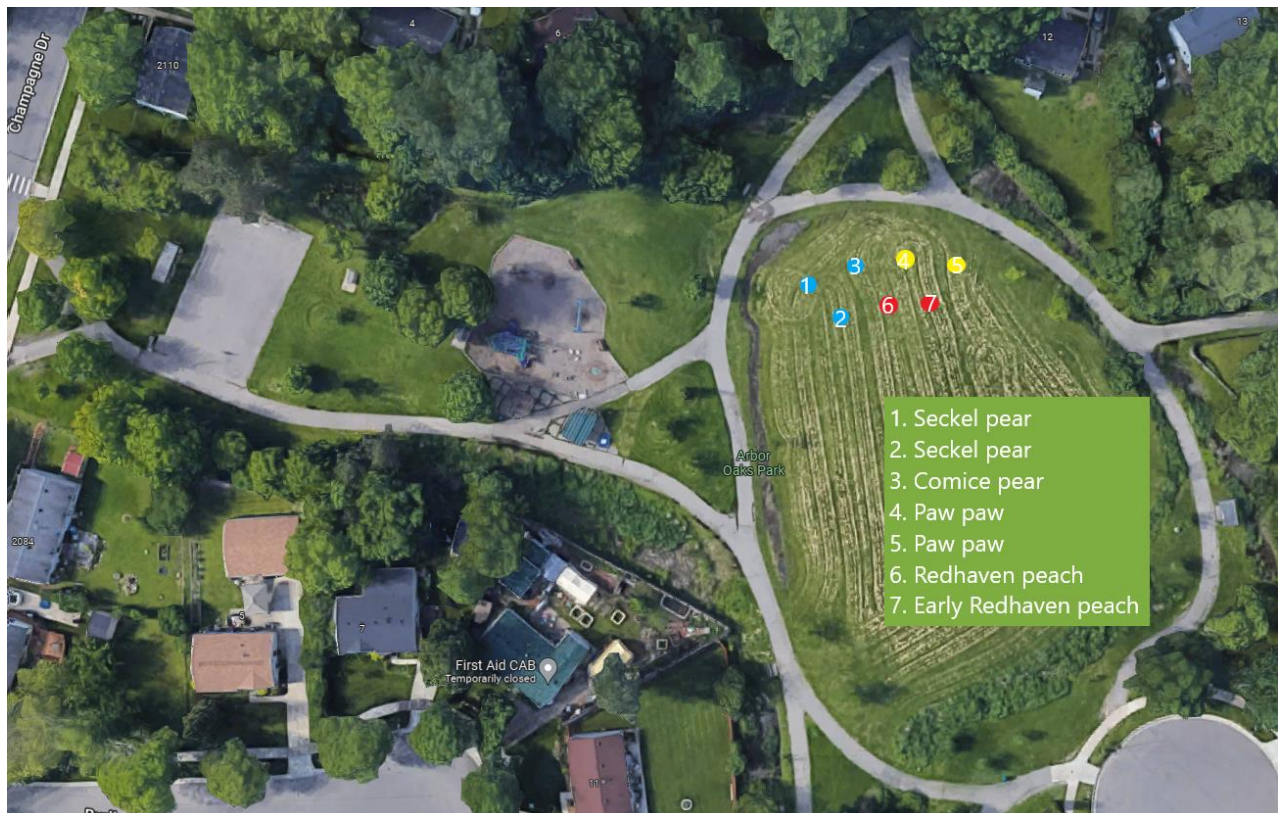 4
6
12
13
2110
Champagne Dr
3
4
5
1
2
6
7
1. Seckel pear
2. Seckel pear
3. Comice pear
4. Paw paw
5. Paw paw
6. Redhaven peach
7. Early Redhaven peach
Arbor
Oaks Park
2084
5
7
First Aid CAB
Temporarily closed
11